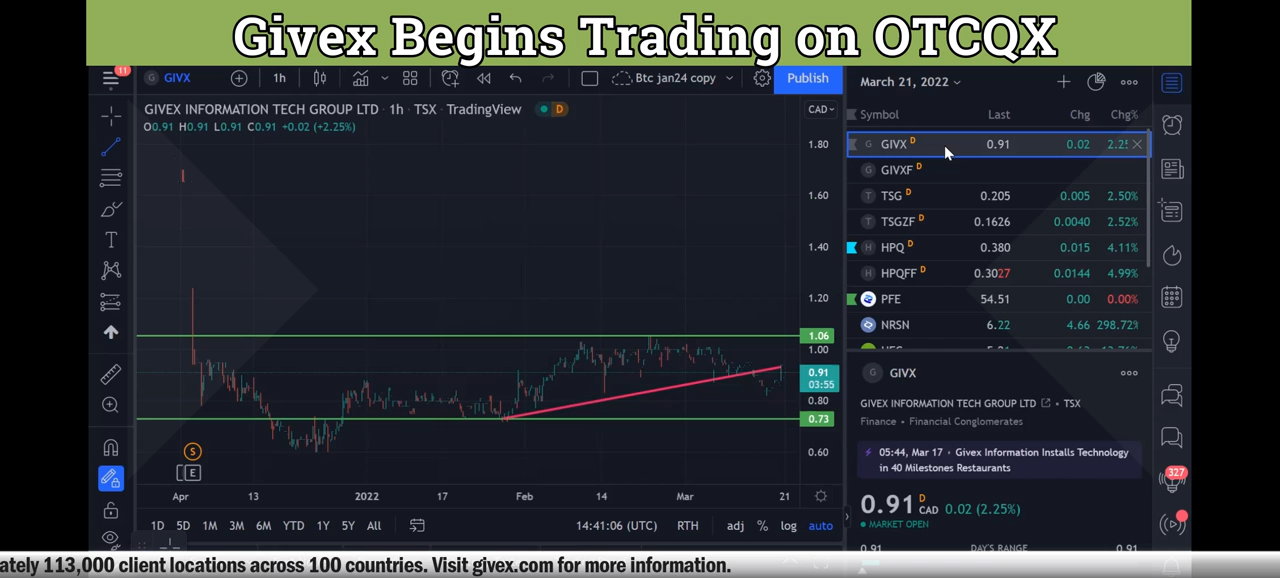 Givex Begins Trading on OTCQX
11
G GIVX
1h
Btc jan24 copy
Publish
March 21, 2022
GIVEX INFORMATION TECH GROUP LTD · 1h · TSX · TradingView D
CAD
O0.91 H0.91 L0.91 C0.91 +0.02 (+2.25%)
Symbol Last Chg Chg%
G GIVX D 0.91 0.02
G GIVXF D
T TSG D 0.205 0.005 2.50%
T TSGZF D 0.1626 0.0040 2.52%
H HPQ D 0.380 0.015 4.11%
H HPQFF D 0.3027 0.0144 4.99%
PFE 54.51 0.00 0.00%
NRSN 6.22 4.66 298.72%
1.80
1.60
1.40
1.20
1.06
1.00
0.91
03:55
0.80
0.73
0.60
S
E
T
Apr 13 2022 17 Feb 14 Mar 21
1D 5D 1M 3M 6M YTD 1Y 5Y All
14:41:06 (UTC) RTH adj % log auto
G GIVX
GIVEX INFORMATION TECH GROUP LTD • TSX
Finance • Financial Conglomerates
05:44, Mar 17 • Givex Information Installs Technology
in 40 Milestones Restaurants
0.91 D CAD 0.02 (2.25%)
MARKET OPEN
0.91 DAY'S RANGE 0.91
327
ately 113,000 client locations across 100 countries. Visit givex.com for more information.